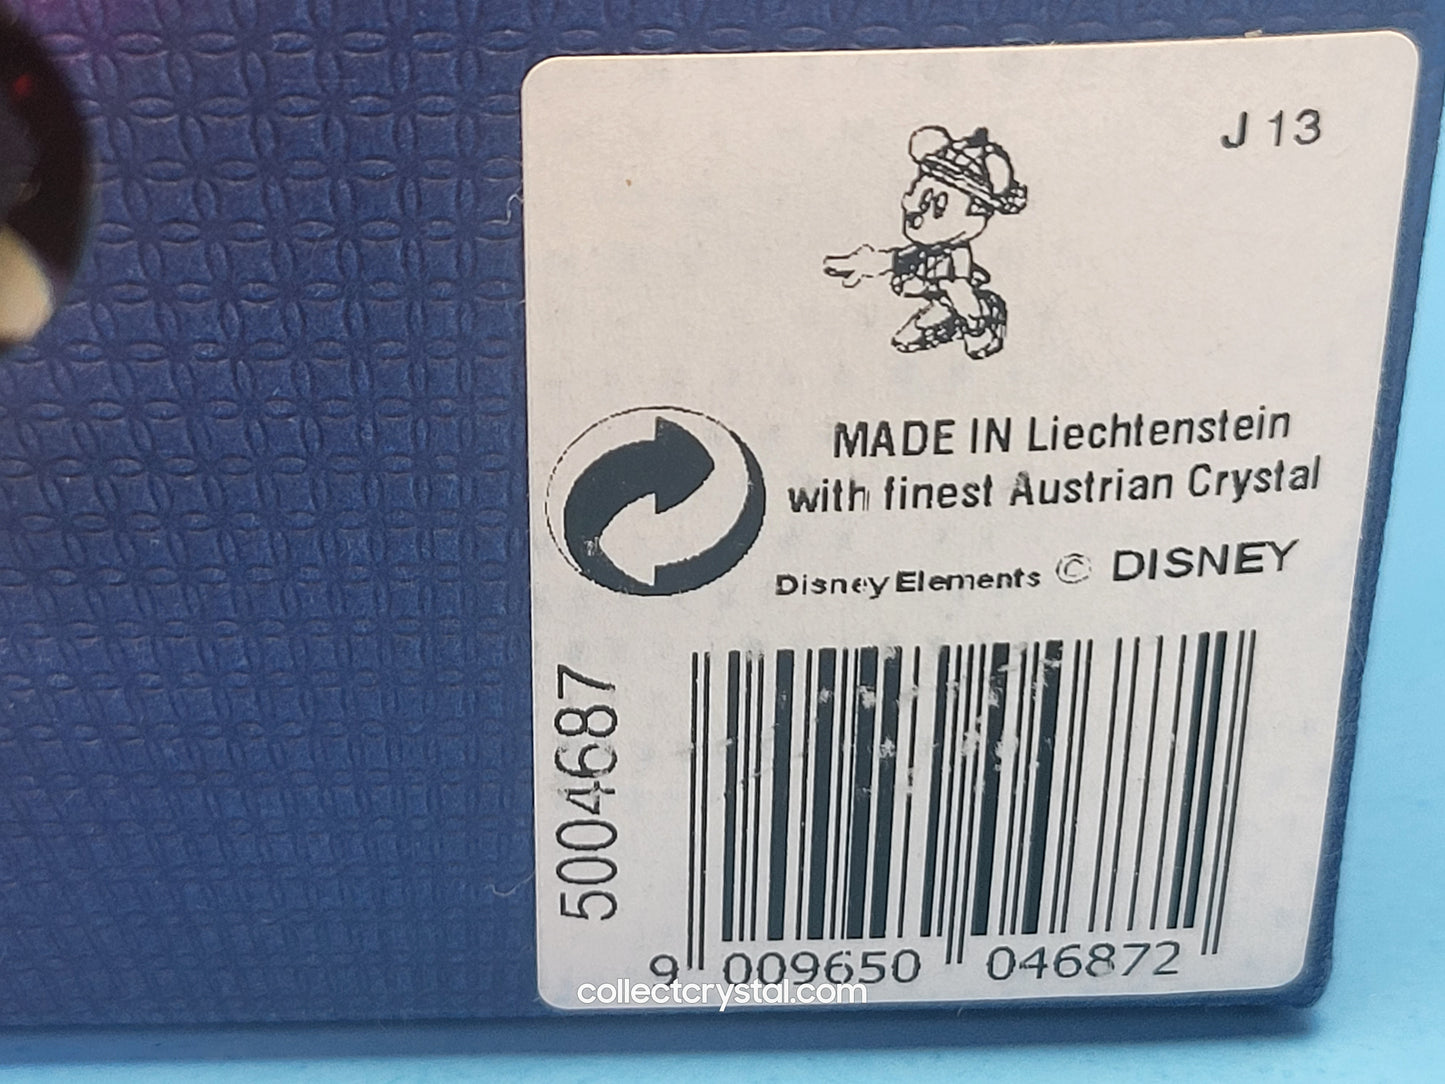 J 13
MADE IN Liechtenstein
with finest Austrian Crystal
Disney Elements © DISNEY
5004687
9 009650 046872
collectcrystal.com